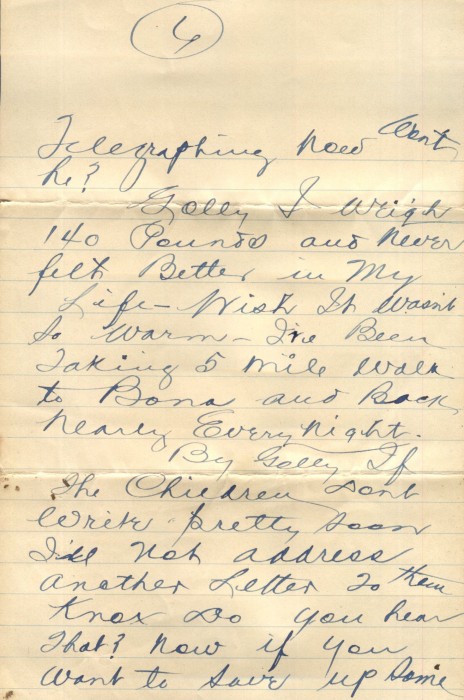 6
Telegraphing Now Wont
he?
Golly I Weigh
140 Pounds and Never
felt Better in My
Life - Wish It Wasn't
So Warm - I've Been
Taking 5 Mile Walk
to Bona and Back
Nearly Every Night.
By Golly If
The Children dont
Write pretty soon
I'll Not address
Another Letter To them
Knox Do you hear
That? Now if you
Want to Save up Some